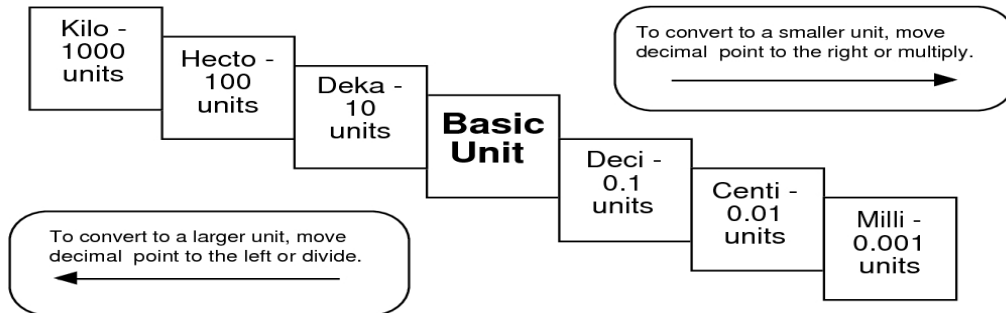 Kilo -
1000
units
Hecto -
100
units
Deka -
10
units
Basic
Unit
Deci -
0.1
units
Centi -
0.01
units
Milli -
0.001
units
To convert to a smaller unit, move
decimal point to the right or multiply.
To convert to a larger unit, move
decimal point to the left or divide.